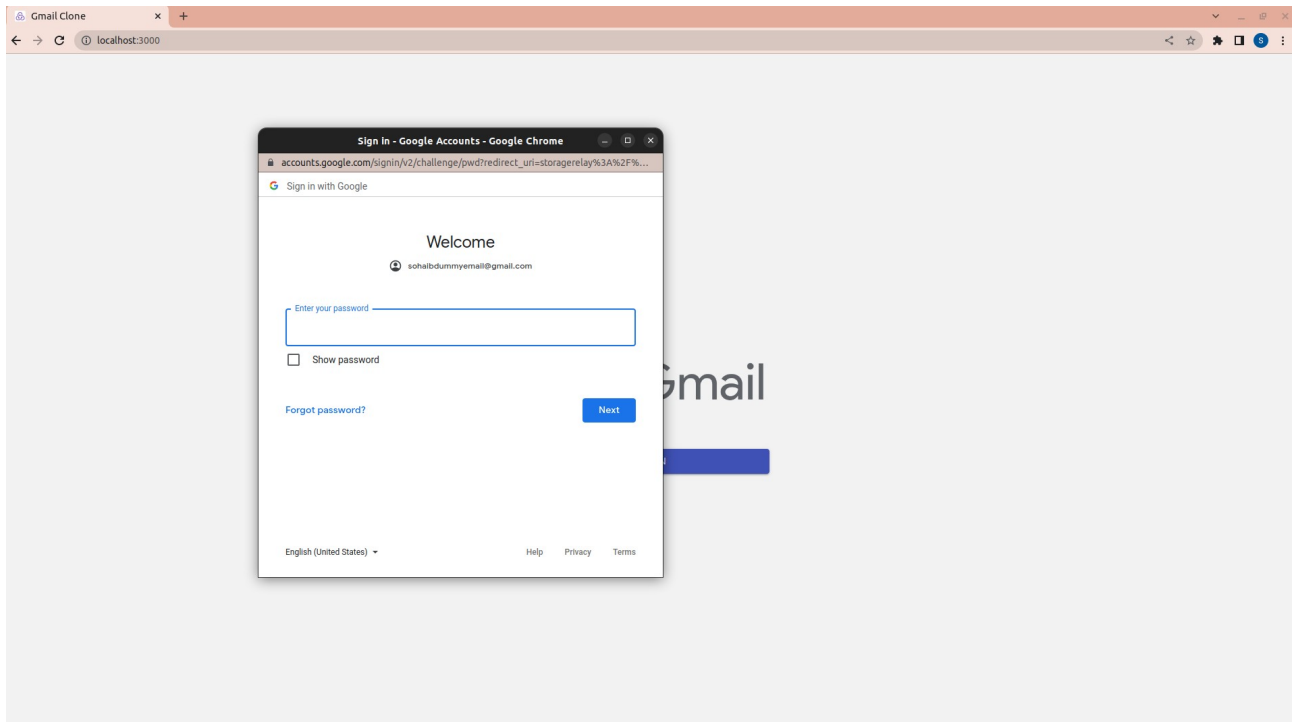 Gmail Clone
localhost:3000
S
Sign in - Google Accounts - Google Chrome
accounts.google.com/signin/v2/challenge/pwd?redirect_uri=storagerelay%3A%2F%...
G Sign in with Google
Welcome
sohaibdummyemail@gmail.com
Enter your password
Show password
Forgot password?
Next
Gmail
N
English (United States)
Help Privacy Terms